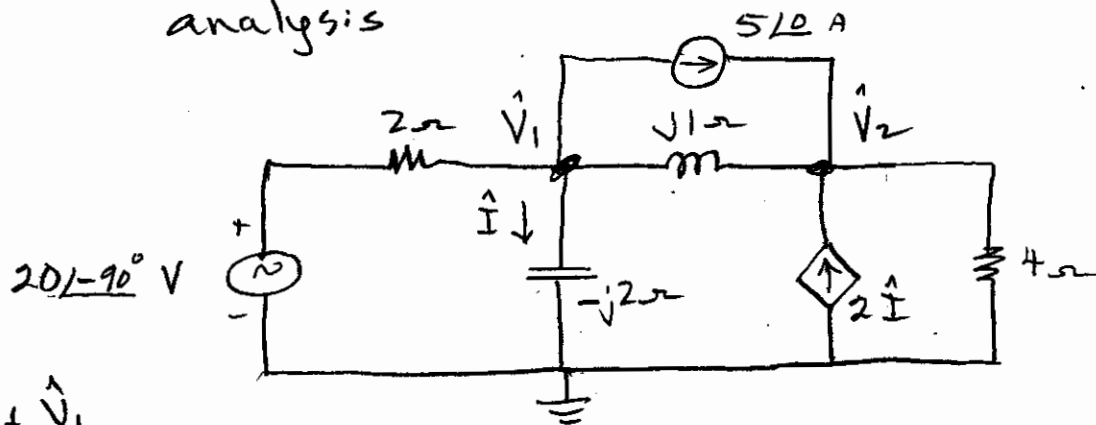 analysis
5∠0 A
2Ω V̂₁ j1Ω V̂₂
Î ↓
+
20∠-90° V
-
-j2Ω
2Î
4Ω
V̂₁